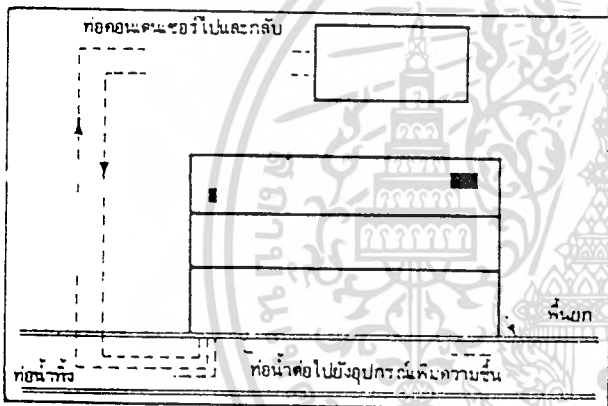 ท่อคอนเดนเซอร์ไปและกลับ
พื้นยก
ท่อน้ำทิ้ง
ท่อน้ำต่อไปยังอุปกรณ์เพิ่มความชื้น